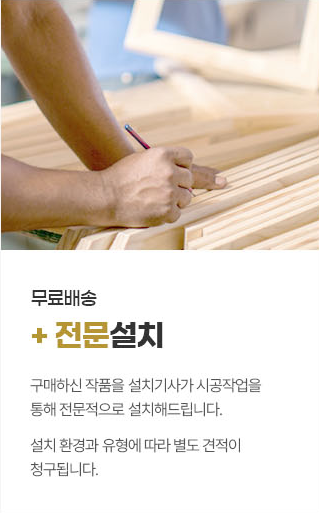 무료배송
+ 전문설치
구매하신 작품을 설치기사가 시공작업을
통해 전문적으로 설치해드립니다.
설치 환경과 유형에 따라 별도 견적이
청구됩니다.